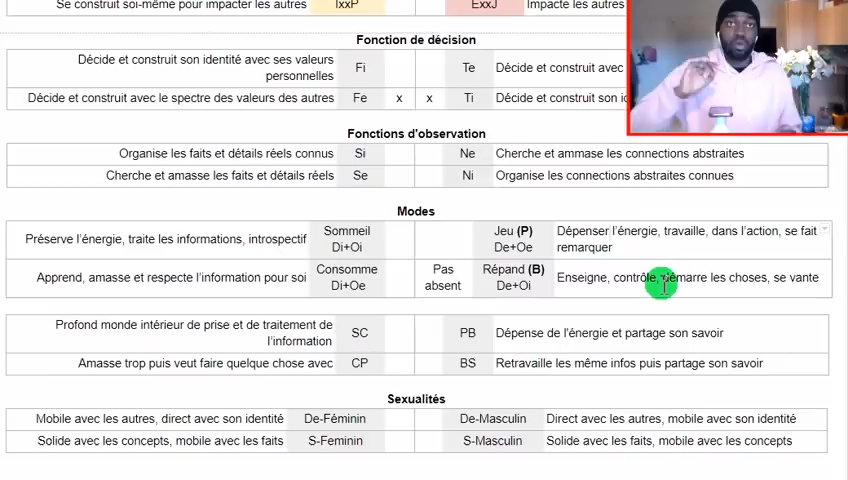 Se construit soi-même pour impacter les autres IxxP ExxJ Impacte les autres
Fonction de décision
Décide et construit son identité avec ses valeurs
personnelles Fi Te Décide et construit avec
Décide et construit avec le spectre des valeurs des autres Fe x x Ti Décide et construit son
Fonctions d'observation
Organise les faits et détails réels connus Si Ne Cherche et ammase les connections abstraites
Cherche et amasse les faits et détails réels Se Ni Organise les connections abstraites connues
Modes
Préserve l'énergie, traite les informations, introspectif Sommeil Di+Oi Jeu (P) De+Oe Dépenser l'énergie, travaille, dans l'action, se fait
remarquer
Apprend, amasse et respecte l'information pour soi Consomme Di+Oe Pas absent Répand (B) De+Oi Enseigne, contrôle, démarre les choses, se vante
Profond monde intérieur de prise et de traitement de
l'information SC PB Dépense de l'énergie et partage son savoir
Amasse trop puis veut faire quelque chose avec CP BS Retravaille les même infos puis partage son savoir
Sexualités
Mobile avec les autres, direct avec son identité De-Féminin De-Masculin Direct avec les autres, mobile avec son identité
Solide avec les concepts, mobile avec les faits S-Feminin S-Masculin Solide avec les faits, mobile avec les concepts